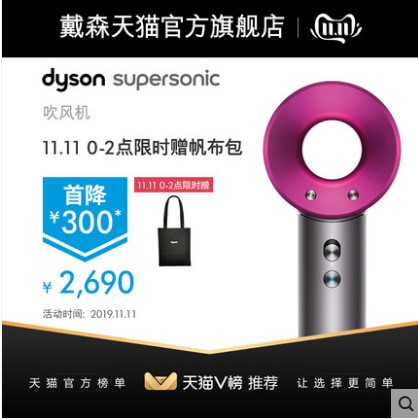 戴森天猫官方旗舰店
11.11
dyson supersonic
吹风机
11.11 0-2点限时赠帆布包
首降
¥300*
11.11 0-2点限时赠
dyson
¥ 2,690
活动时间: 2019.11.11
天猫官方榜单
天猫V榜 推荐
让选择更简单